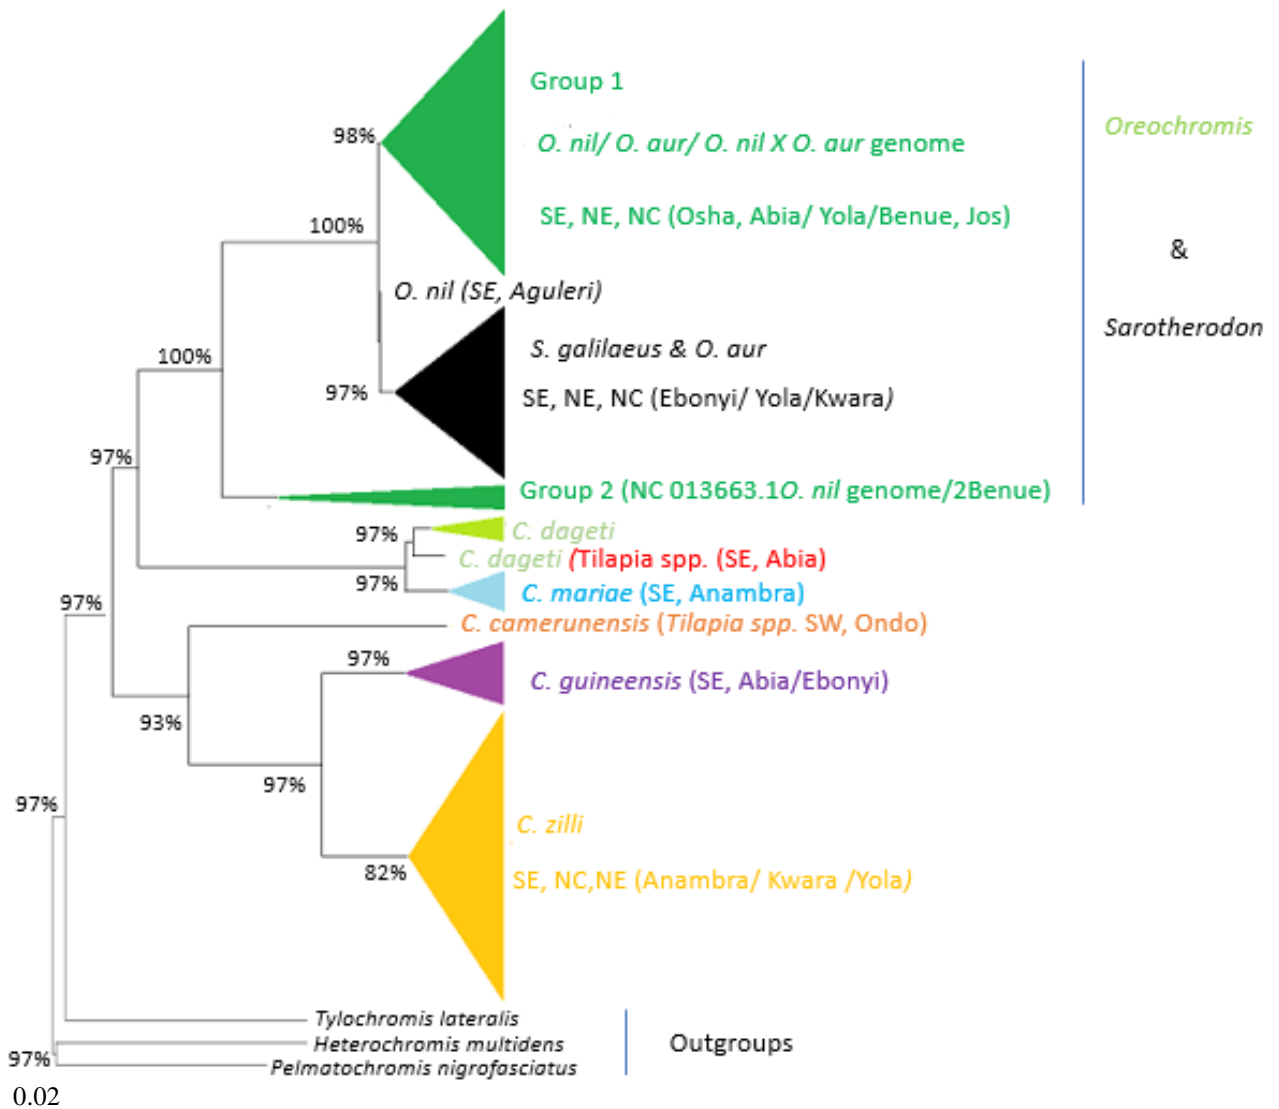 Group 1
98%
O. nil/ O. aur/ O. nil X O. aur genome
Oreochromis
SE, NE, NC (Osha, Abia/ Yola/Benue, Jos)
100%
&
O. nil (SE, Aguleri)
Sarotherodon
100%
S. galilaeus & O. aur
97%
SE, NE, NC (Ebonyi/ Yola/Kwara)
97%
Group 2 (NC 013663.1O. nil genome/2Benue)
97%
C. dageti
C. dageti (Tilapia spp. (SE, Abia)
97%
C. mariae (SE, Anambra)
97%
C. camerunensis (Tilapia spp. SW, Ondo)
97%
C. guineensis (SE, Abia/Ebonyi)
93%
97%
97%
C. zilli
82%
SE, NC,NE (Anambra/ Kwara /Yola)
Tylochromis lateralis
Heterochromis multidens
Outgroups
97%
Pelmatochromis nigrofasciatus
0.02